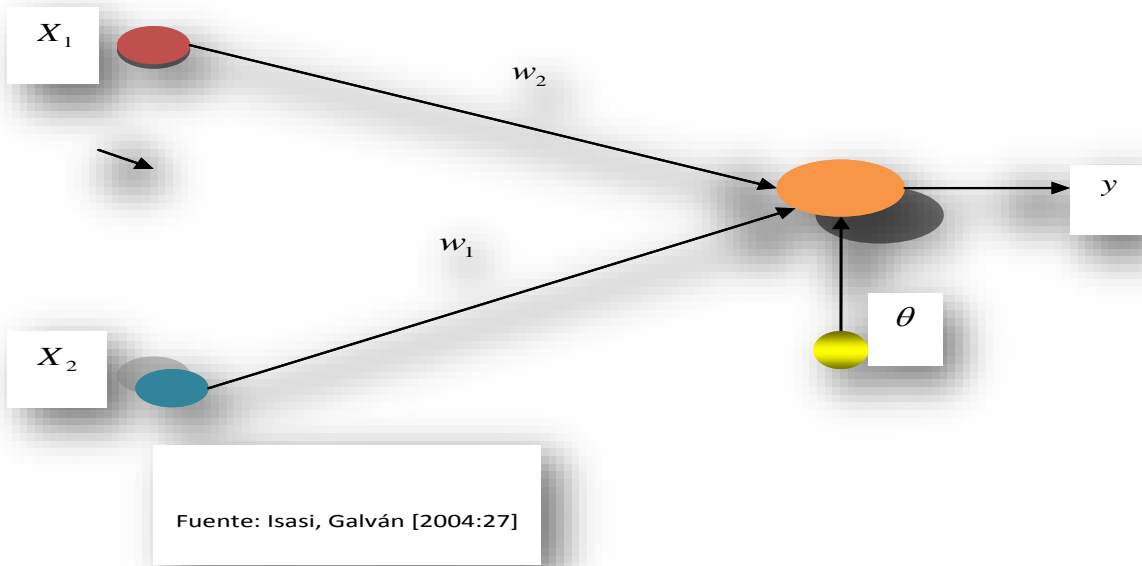 X₁
w₂
y
w₁
θ
X₂
Fuente: Isasi, Galván [2004:27]